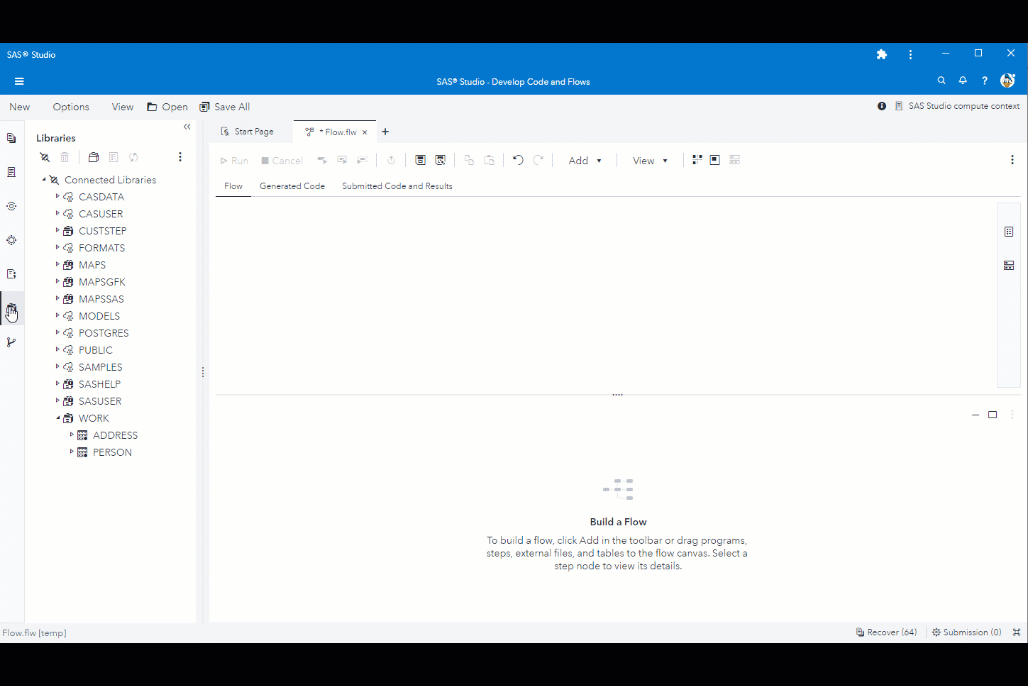 SAS® Studio
SAS® Studio - Develop Code and Flows
New Options View Open Save All
SAS Studio compute context
Libraries
Start Page
* Flow.flw
Run Cancel Add View
Flow Generated Code Submitted Code and Results
Connected Libraries
CASDATA
CASUSER
CUSTSTEP
FORMATS
MAPS
MAPSGFK
MAPSSAS
MODELS
POSTGRES
PUBLIC
SAMPLES
SASHELP
SASUSER
WORK
ADDRESS
PERSON
Build a Flow
To build a flow, click Add in the toolbar or drag programs,
steps, external files, and tables to the flow canvas. Select a
step node to view its details.
Flow.flw [temp]
Recover (64)
Submission (0)